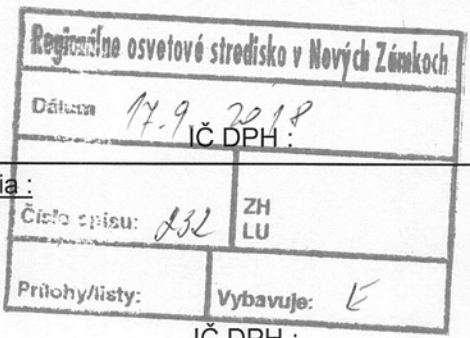 Regionálne osvetové stredisko v Nových Zámkoch
Dátum 17.9. 2018
IČ DPH :
ia :
Číslo spisu: 232
ZH
LU
Prílohy/listy:
Vybavuje: E
IČ DPH :